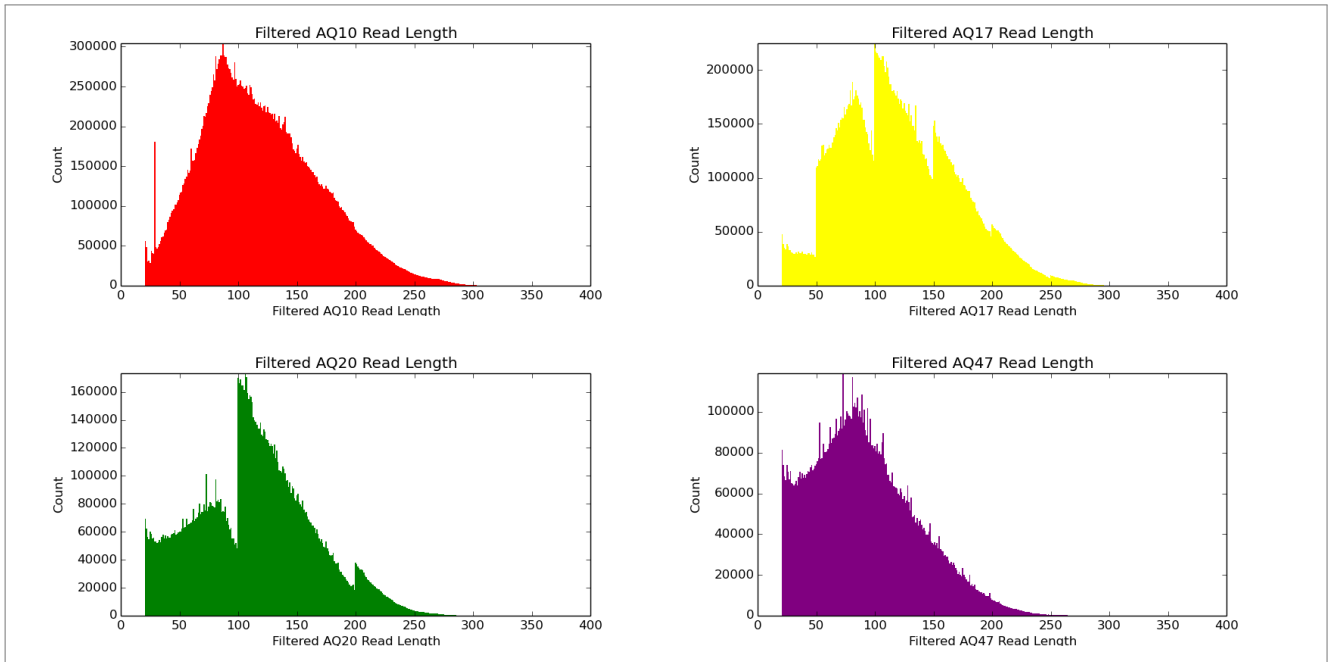 Filtered AQ10 Read Length
300000
250000
200000
150000
100000
50000
0
Count
0 50 100 150 200 250 300 350 400
Filtered AQ10 Read Length
Filtered AQ17 Read Length
200000
150000
100000
50000
0
Count
0 50 100 150 200 250 300 350 400
Filtered AQ17 Read Length
Filtered AQ20 Read Length
160000
140000
120000
100000
80000
60000
40000
20000
0
Count
0 50 100 150 200 250 300 350 400
Filtered AQ20 Read Length
Filtered AQ47 Read Length
100000
80000
60000
40000
20000
0
Count
0 50 100 150 200 250 300 350 400
Filtered AQ47 Read Length